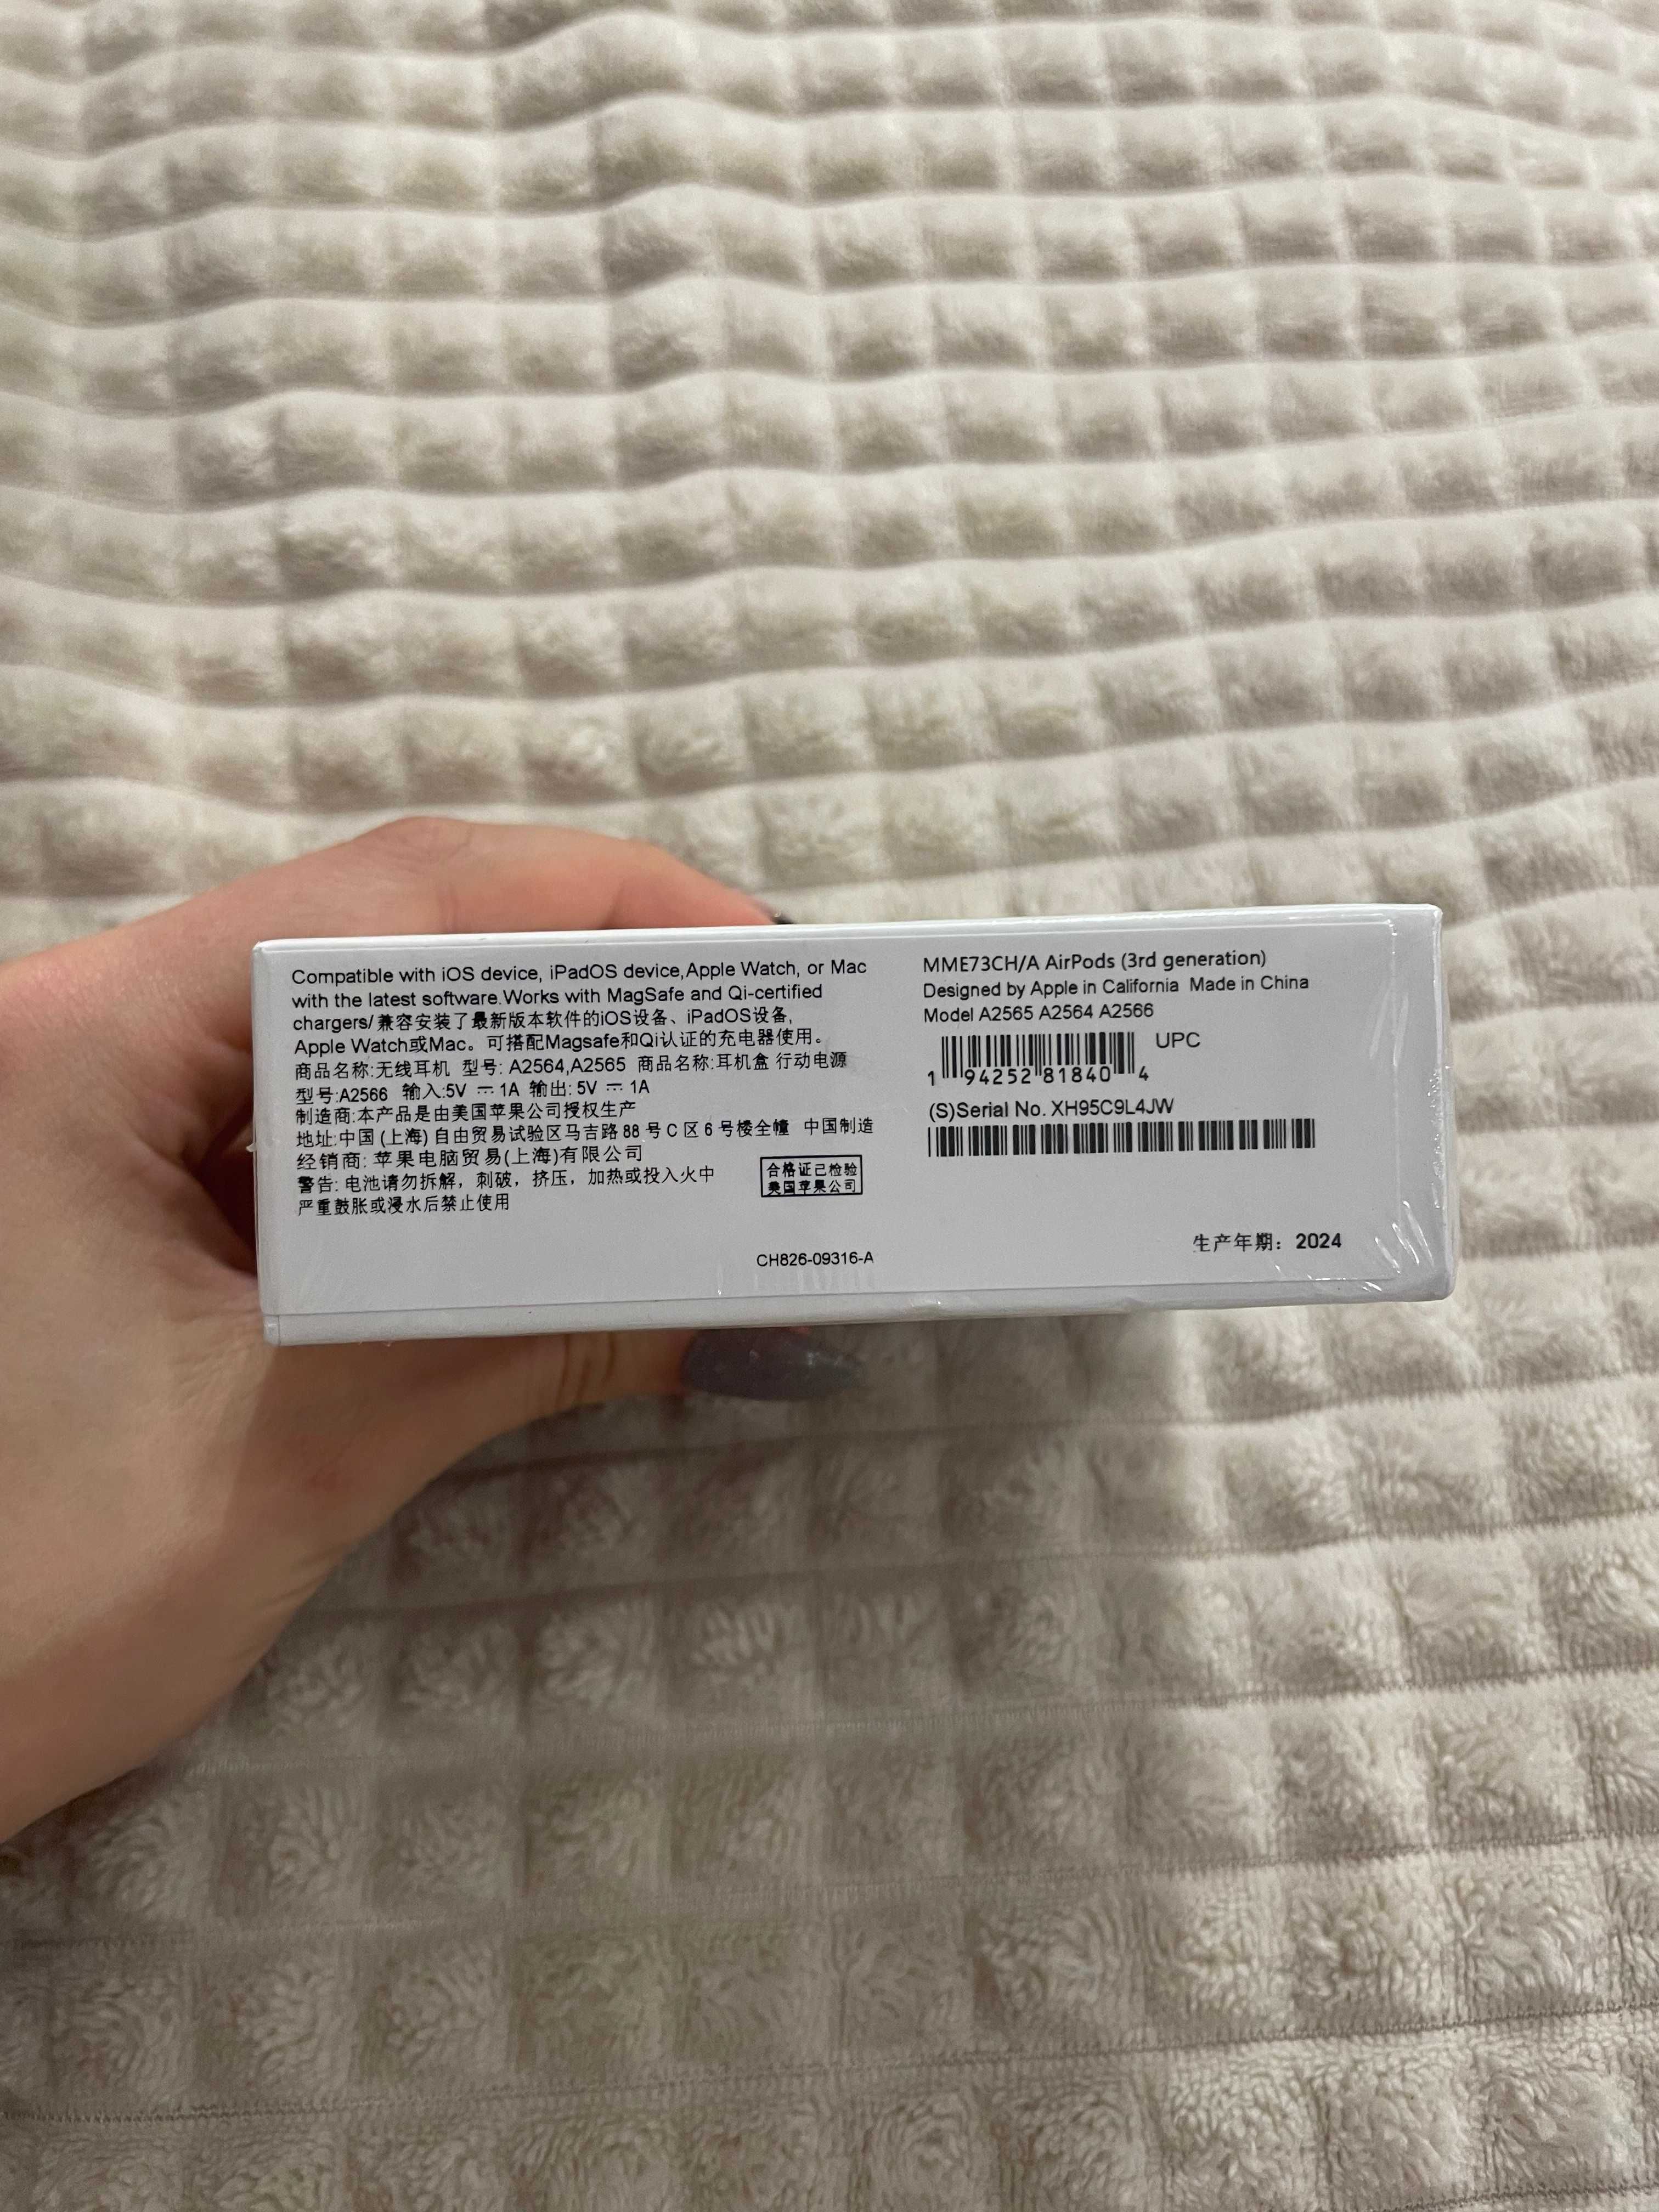 Compatible with iOS device, iPadOS device,Apple Watch, or Mac
with the latest software.Works with MagSafe and Qi-certified
chargers/兼容安装了最新版本软件的iOS设备、iPadOS设备,
Apple Watch或Mac。可搭配Magsafe和Qi认证的充电器使用。
商品名称:无线耳机 型号: A2564,A2565 商品名称:耳机盒 行动电源
型号:A2566 输入:5V ⎓ 1A 输出: 5V ⎓ 1A
制造商:本产品是由美国苹果公司授权生产
地址:中国 (上海) 自由贸易试验区马吉路 88 号 C 区 6 号楼全幢 中国制造
经销商: 苹果电脑贸易(上海)有限公司
警告: 电池请勿拆解，刺破，挤压，加热或投入火中
严重鼓胀或浸水后禁止使用
合格证己检验
美国苹果公司
CH826-09316-A
MME73CH/A AirPods (3rd generation)
Designed by Apple in California Made in China
Model A2565 A2564 A2566
UPC
1 94252 81840 4
(S)Serial No. XH95C9L4JW
生产年期：2024